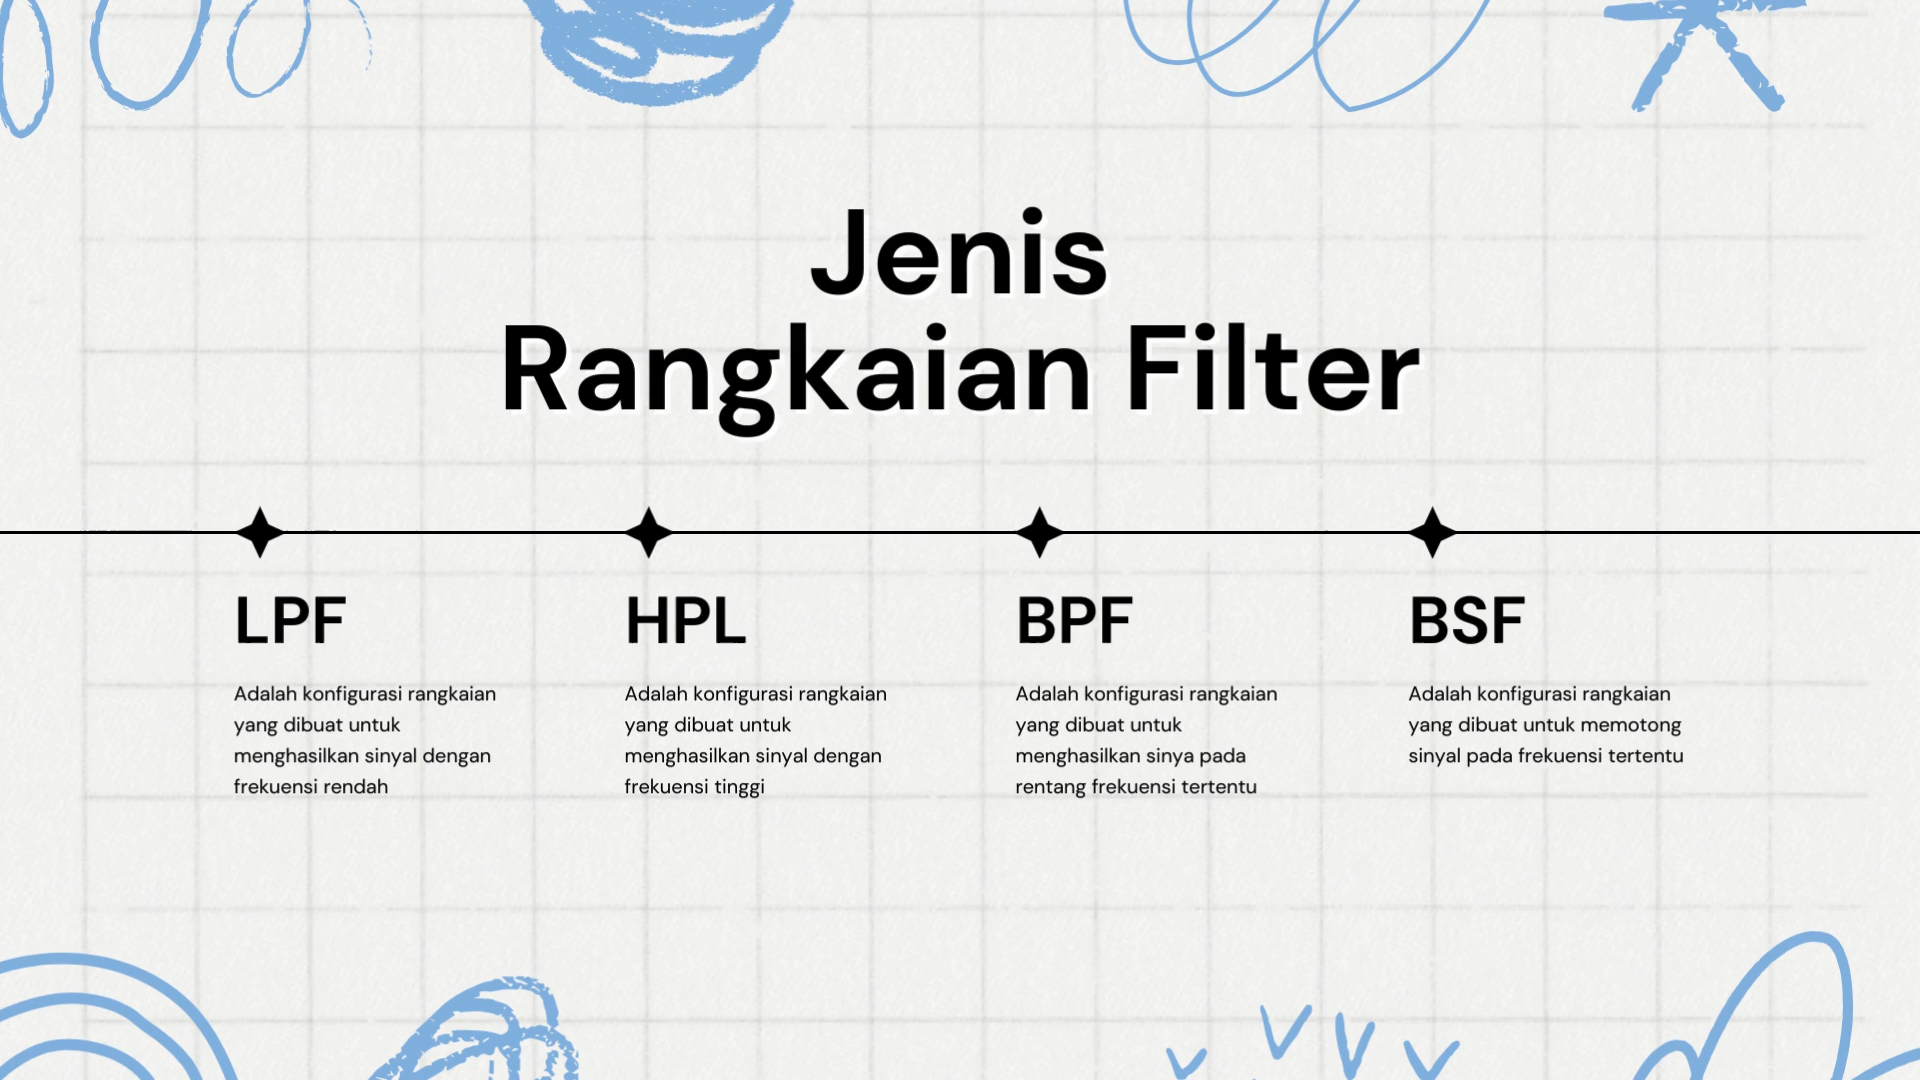 Jenis
Rangkaian Filter
LPF
Adalah konfigurasi rangkaian
yang dibuat untuk
menghasilkan sinyal dengan
frekuensi rendah
HPL
Adalah konfigurasi rangkaian
yang dibuat untuk
menghasilkan sinyal dengan
frekuensi tinggi
BPF
Adalah konfigurasi rangkaian
yang dibuat untuk
menghasilkan sinya pada
rentang frekuensi tertentu
BSF
Adalah konfigurasi rangkaian
yang dibuat untuk memotong
sinyal pada frekuensi tertentu